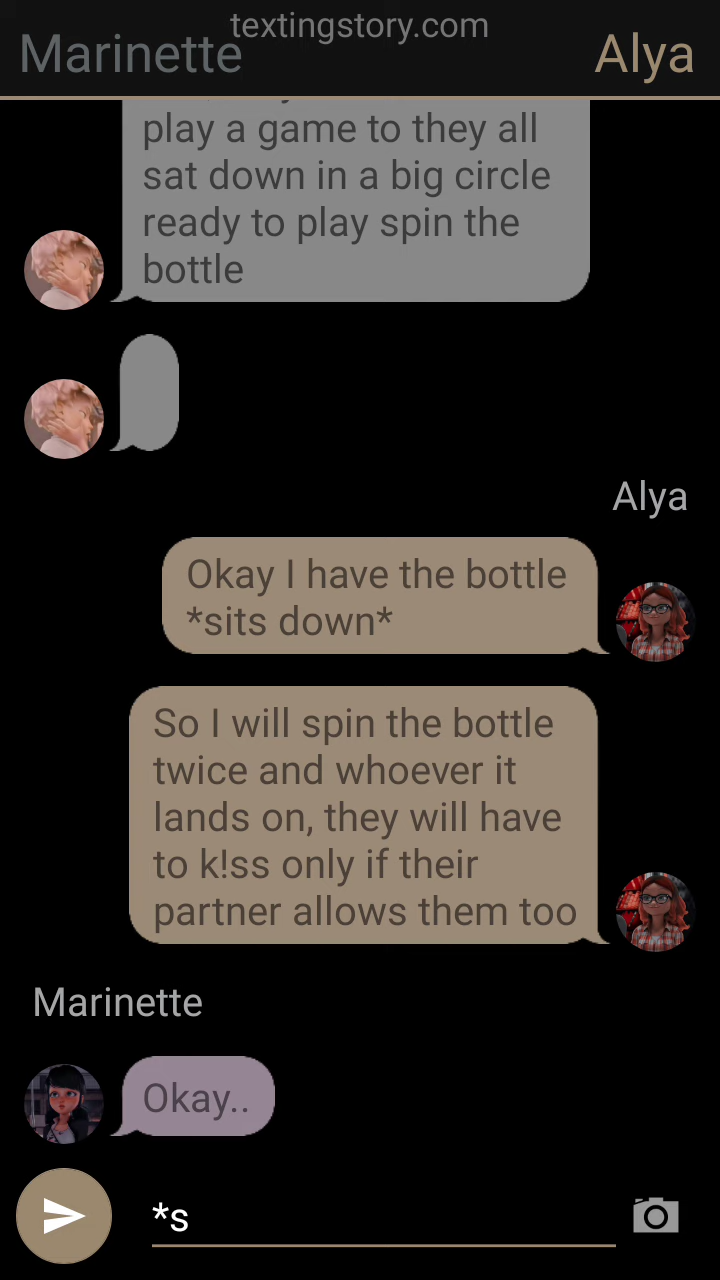 textingstory.com
Marinette
Alya
play a game to they all
sat down in a big circle
ready to play spin the
bottle
Alya
Okay I have the bottle
*sits down*
So I will spin the bottle
twice and whoever it
lands on, they will have
to k!ss only if their
partner allows them too
Marinette
Okay..
*s